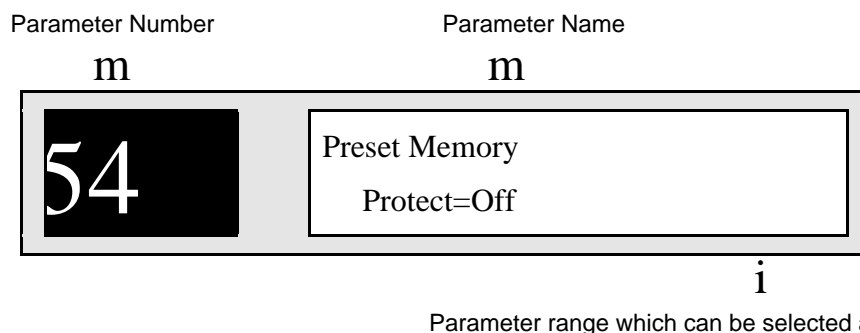 Parameter Number Parameter Name
m m
54
Preset Memory
Protect=Off
i
Parameter range which can be selected a